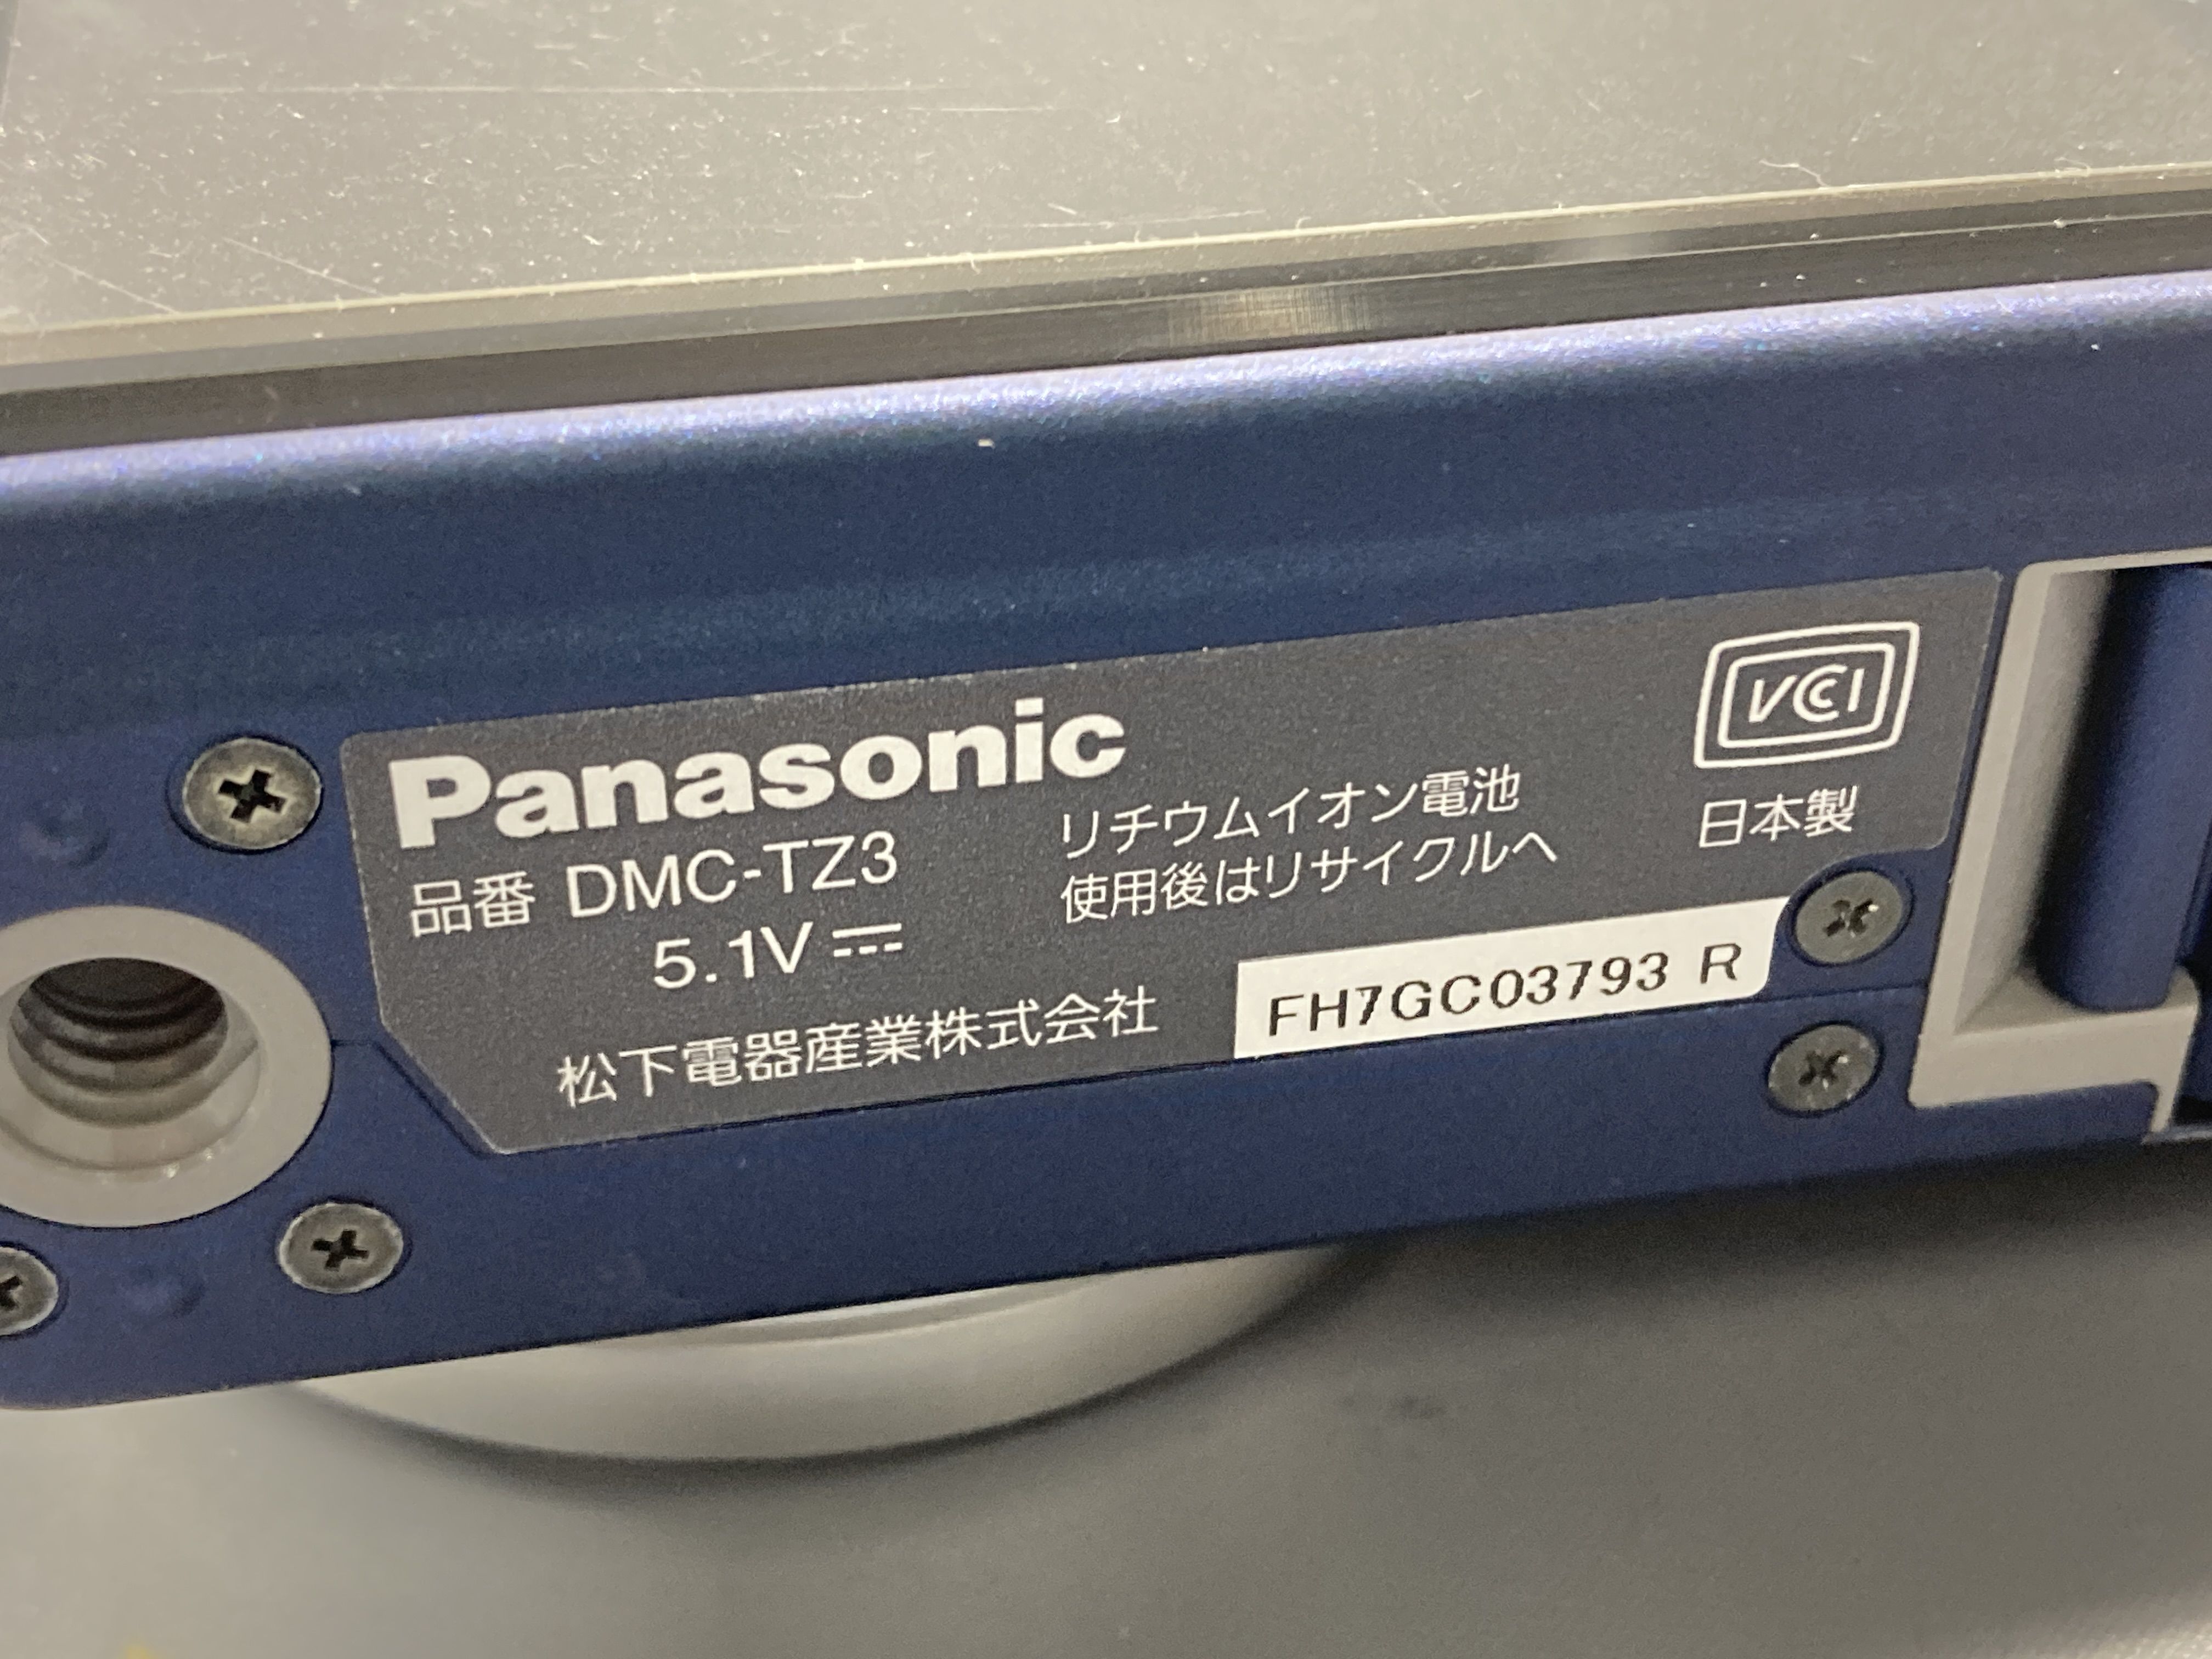 Panasonic
品番 DMC-TZ3
5.1V ⎓
リチウムイオン電池
使用後はリサイクルへ
VCCI
日本製
松下電器産業株式会社
FH7GC03793 R